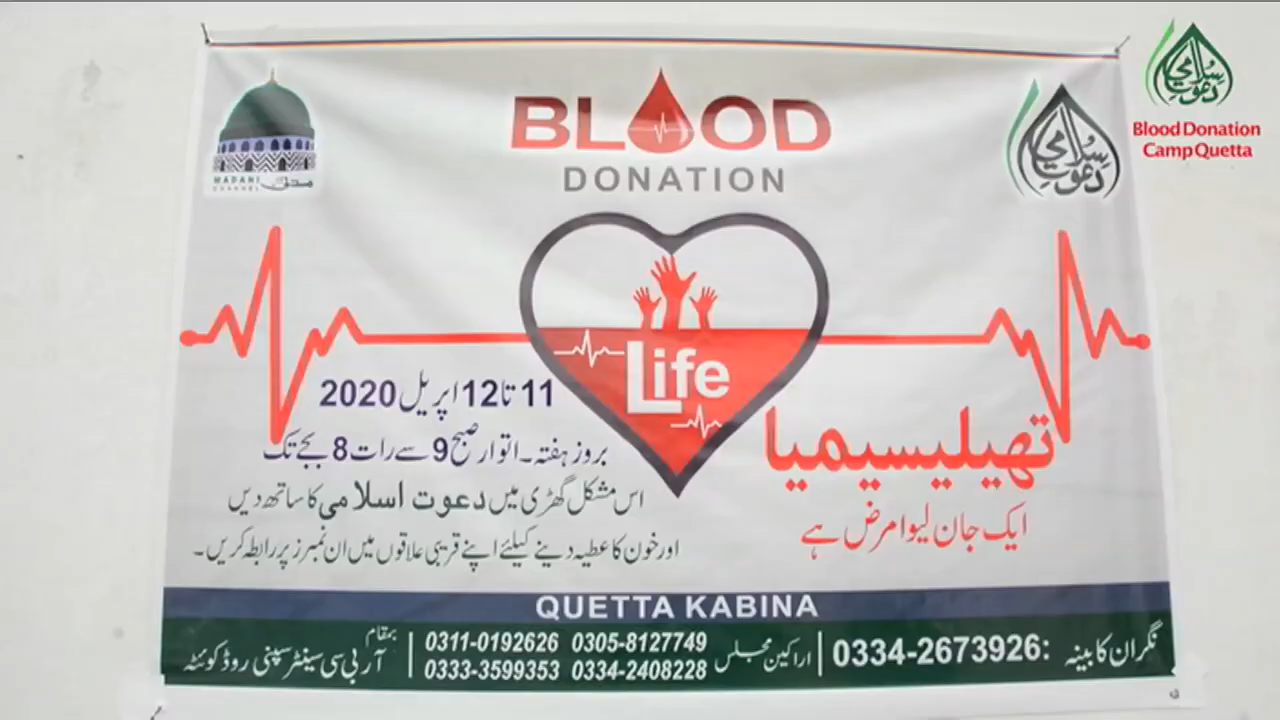 دعوت اسلامی
Blood Donation
Camp Quetta
MADANI
CHANNEL
دعوت اسلامی
BLOOD
DONATION
Life
11 تا 12 اپریل 2020
بروز ہفتہ۔اتوار صبح 9 سے رات 8 بجے تک
اس مشکل گھڑی میں دعوت اسلامی کا ساتھ دیں
اور خون کا عطیہ دینے کیلئے اپنے قریبی علاقوں میں ان نمبرز پر رابطہ کریں۔
تھیلیسیمیا
ایک جان لیوا مرض ہے
QUETTA KABINA
نگران کابینہ :0334-2673926
اراکین مجلس
0311-0192626 0305-8127749
0333-3599353 0334-2408228
بمقام
آر بی سی سینٹر سپنی روڈ کوئٹہ